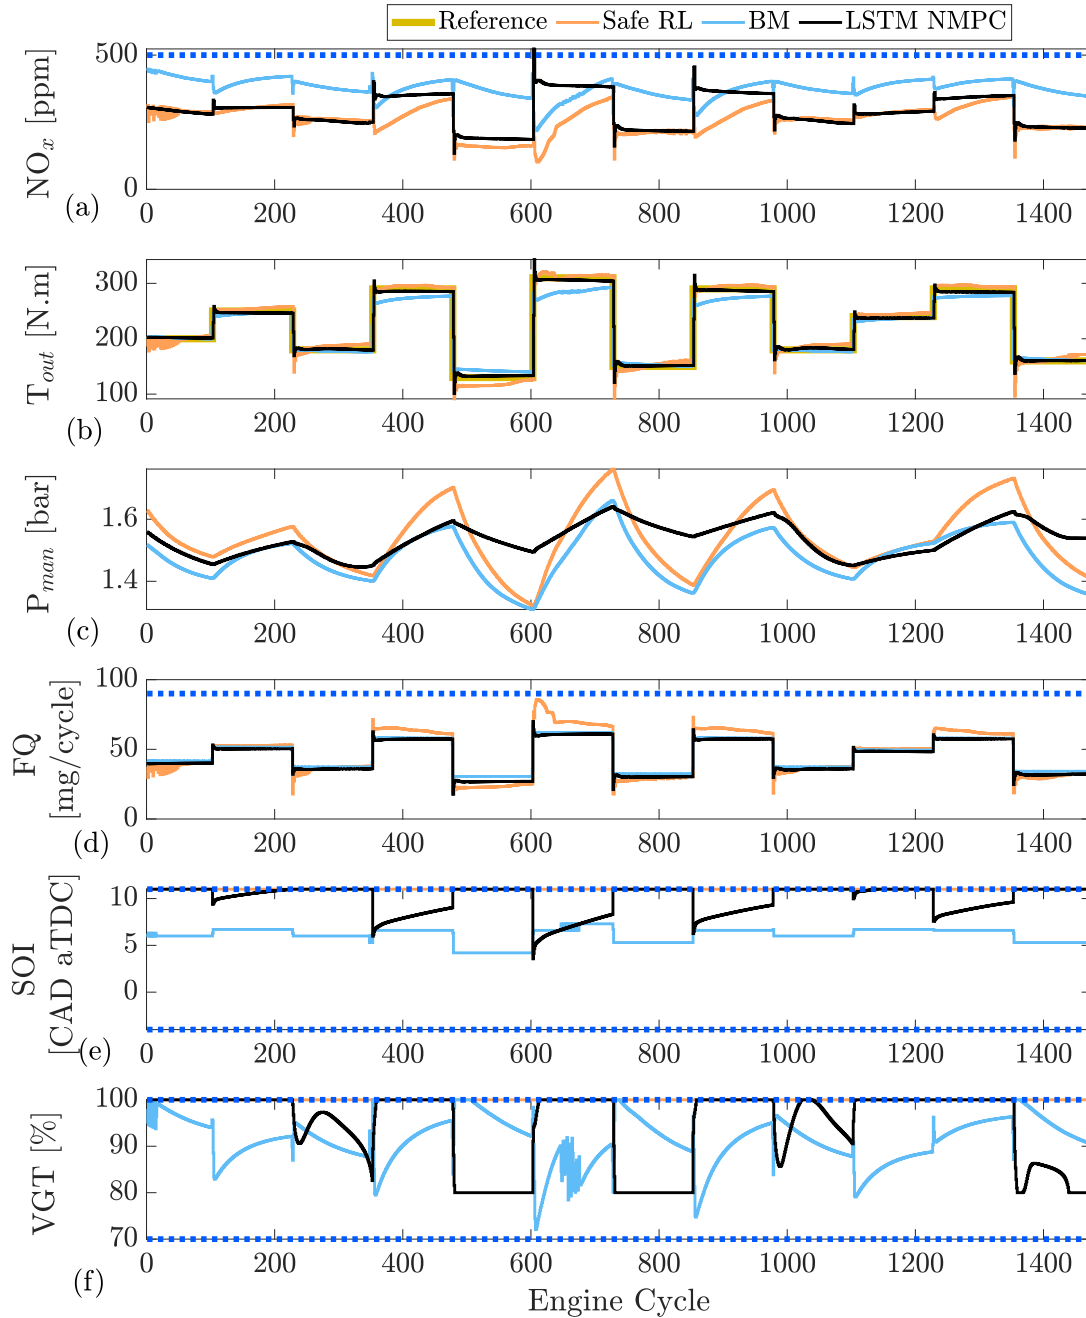 Reference Safe RL BM LSTM NMPC
500
0
NOx [ppm]
(a)
0 200 400 600 800 1000 1200 1400
300
200
100
Tout [N.m]
(b)
0 200 400 600 800 1000 1200 1400
1.6
1.4
Pman [bar]
(c)
0 200 400 600 800 1000 1200 1400
100
50
0
FQ
[mg/cycle]
(d)
0 200 400 600 800 1000 1200 1400
10
5
0
SOI
[CAD aTDC]
(e)
0 200 400 600 800 1000 1200 1400
100
90
80
70
VGT [%]
(f)
0 200 400 600 800 1000 1200 1400
Engine Cycle